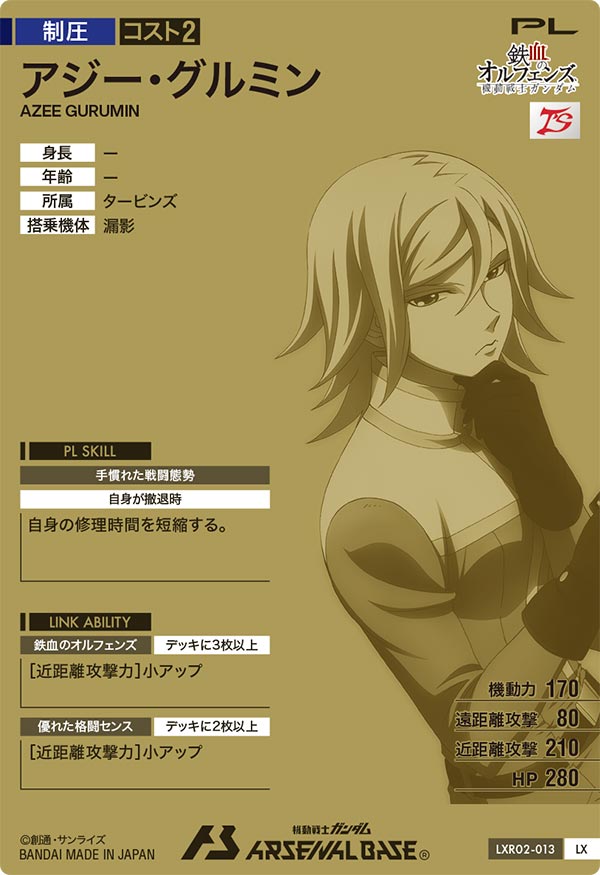 制圧 コスト2
PL
アジー・グルミン
AZEE GURUMIN
鉄血の
オルフェンズ
機動戦士ガンダム
T'S
身長 ー
年齢 ー
所属 タービンズ
搭乗機体 漏影
PL SKILL
手慣れた戦闘態勢
自身が撤退時
自身の修理時間を短縮する。
LINK ABILITY
鉄血のオルフェンズ デッキに3枚以上
[近距離攻撃力]小アップ
優れた格闘センス デッキに2枚以上
[近距離攻撃力]小アップ
機動力 170
遠距離攻撃 80
近距離攻撃 210
HP 280
©創通・サンライズ
BANDAI MADE IN JAPAN
機動戦士ガンダム
AB ARSENAL BASE®
LXR02-013 LX